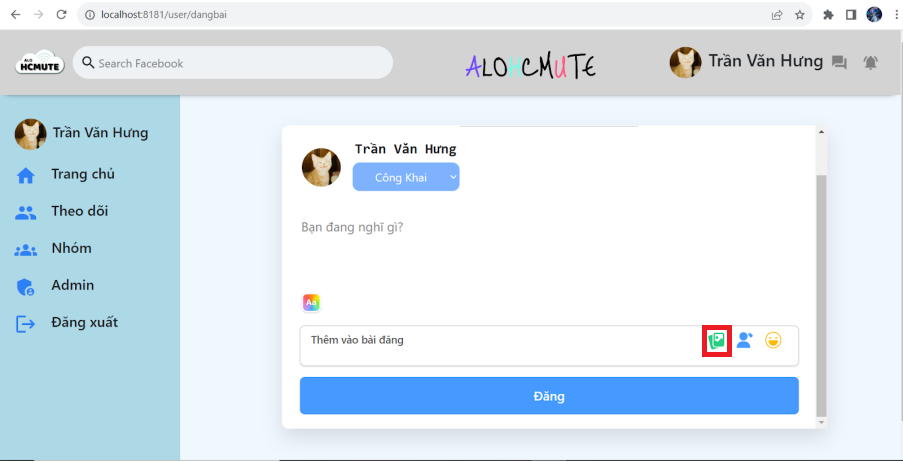 localhost:8181/user/dangbai
ALO
HCMUTE
Search Facebook
ALOHCMUTE
Trần Văn Hưng
Trần Văn Hưng
Trang chủ
Theo dõi
Nhóm
Admin
Đăng xuất
Trần Văn Hưng
Công Khai
Bạn đang nghĩ gì?
Aa
Thêm vào bài đăng
Đăng